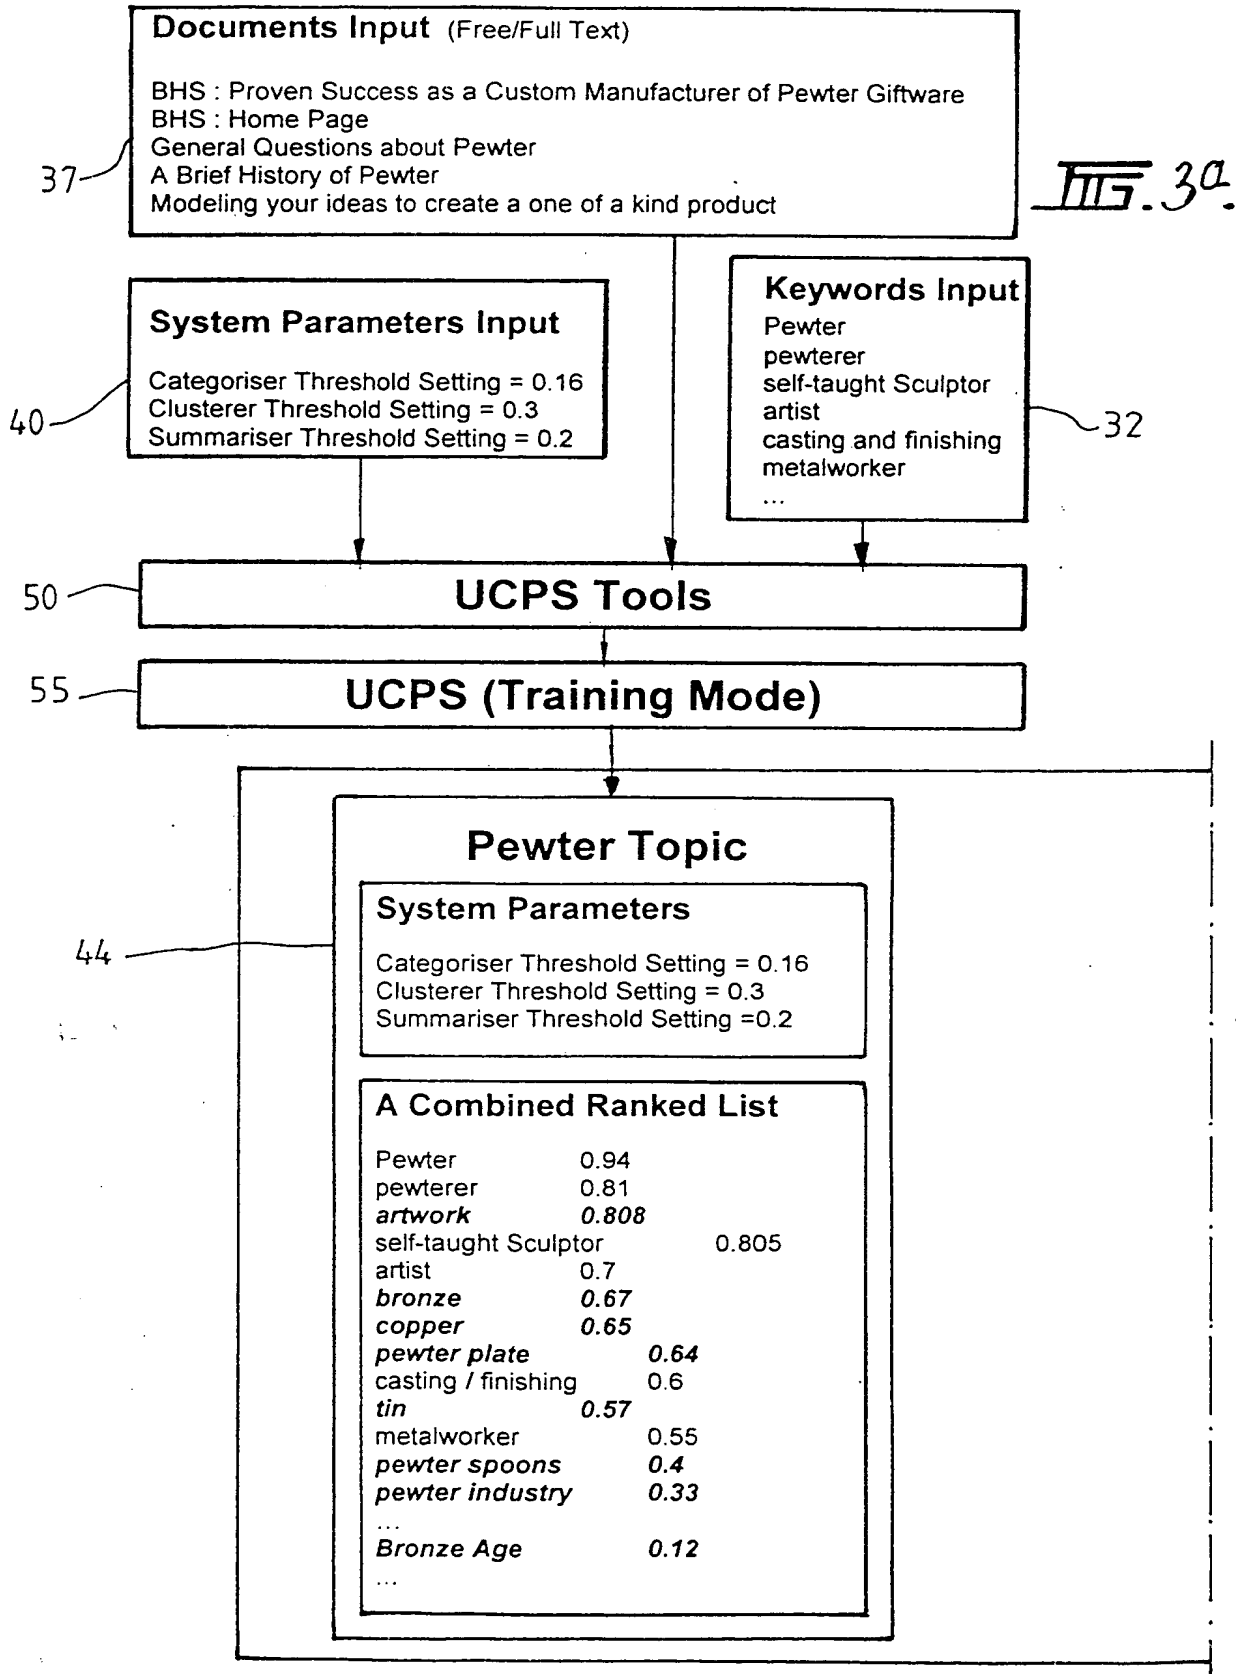 Documents Input (Free/Full Text)
BHS : Proven Success as a Custom Manufacturer of Pewter Giftware
BHS : Home Page
General Questions about Pewter
A Brief History of Pewter
Modeling your ideas to create a one of a kind product
37
FIG. 3a.
System Parameters Input
Categoriser Threshold Setting = 0.16
Clusterer Threshold Setting = 0.3
Summariser Threshold Setting = 0.2
40
Keywords Input
Pewter
pewterer
self-taught Sculptor
artist
casting and finishing
metalworker
...
32
50
UCPS Tools
55
UCPS (Training Mode)
Pewter Topic
44
System Parameters
Categoriser Threshold Setting = 0.16
Clusterer Threshold Setting = 0.3
Summariser Threshold Setting =0.2
A Combined Ranked List
Pewter 0.94
pewterer 0.81
artwork 0.808
self-taught Sculptor 0.805
artist 0.7
bronze 0.67
copper 0.65
pewter plate 0.64
casting / finishing 0.6
tin 0.57
metalworker 0.55
pewter spoons 0.4
pewter industry 0.33
...
Bronze Age 0.12
...